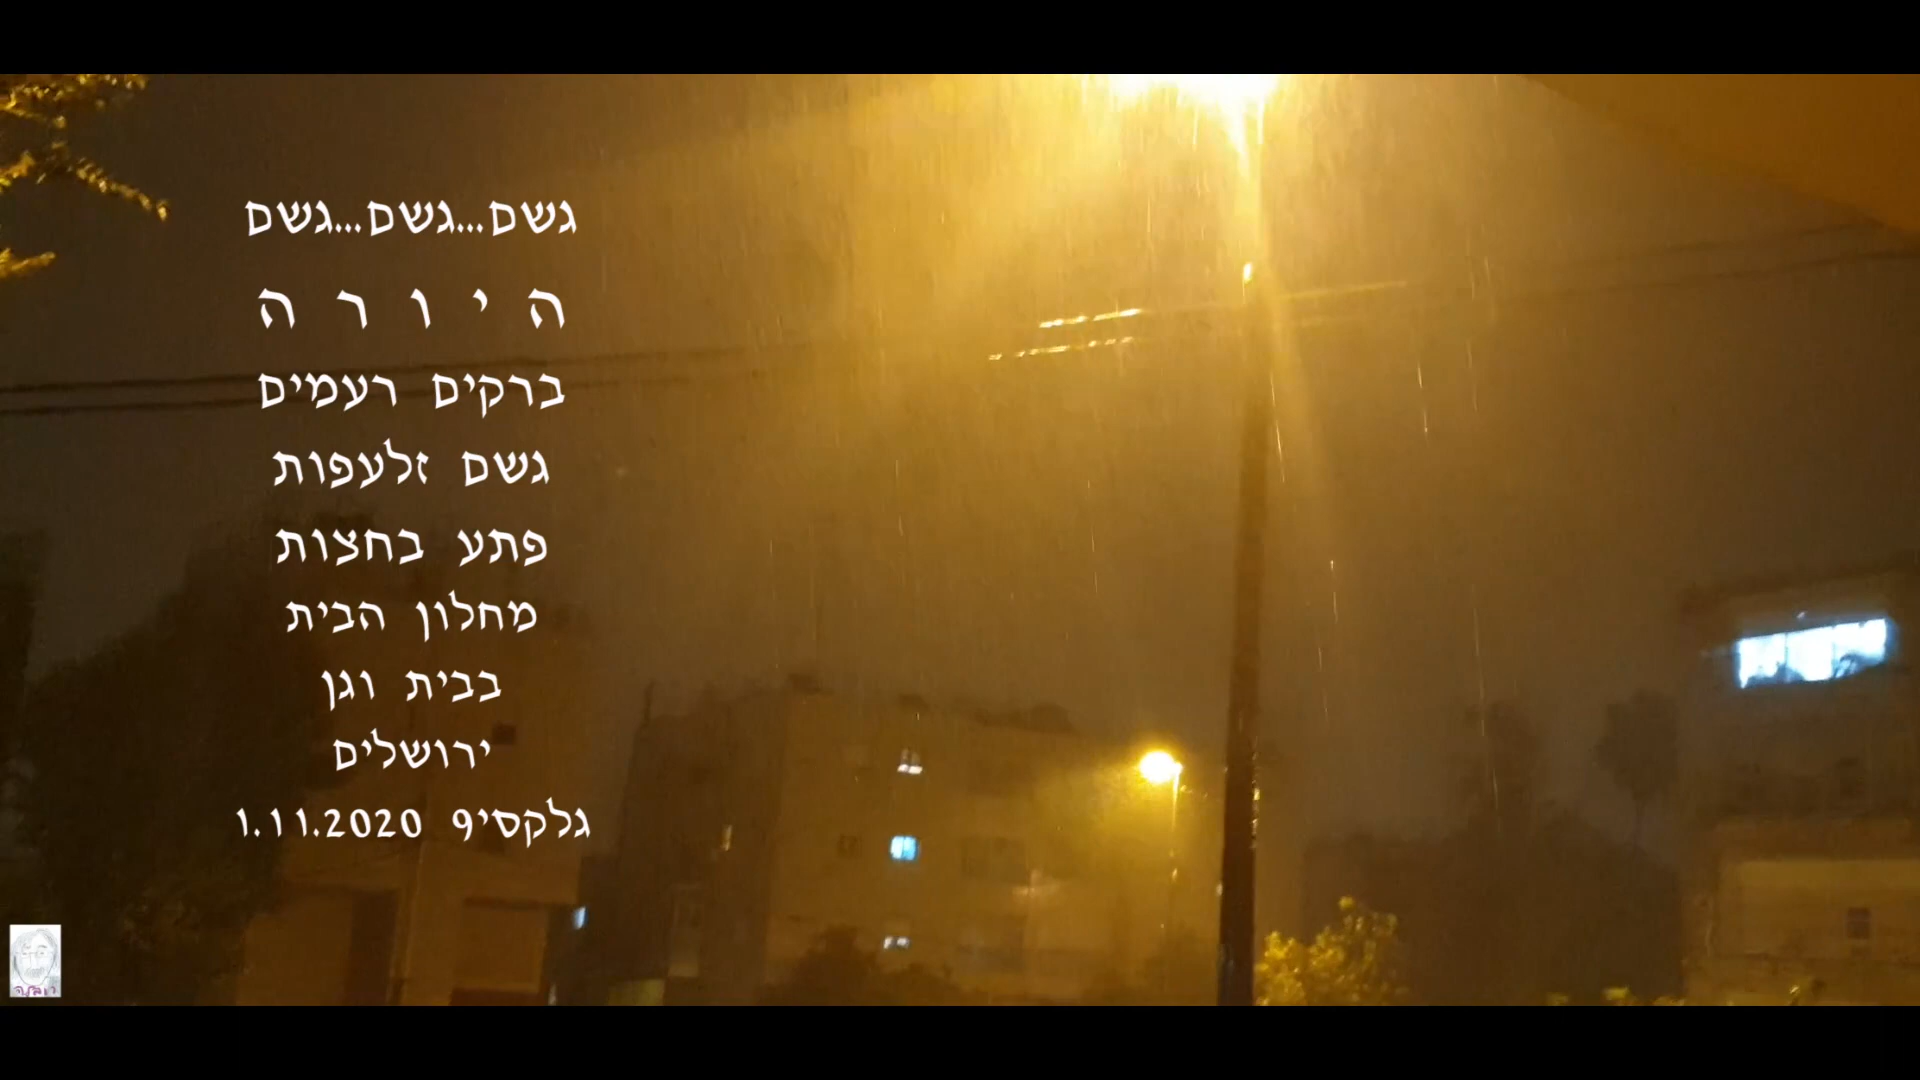 גשם...גשם...גשם
ה י ו ר ה
ברקים רעמים
גשם זלעפות
פתע בחצות
מחלון הבית
בבית וגן
ירושלים
גלקסי9 1.11.2020